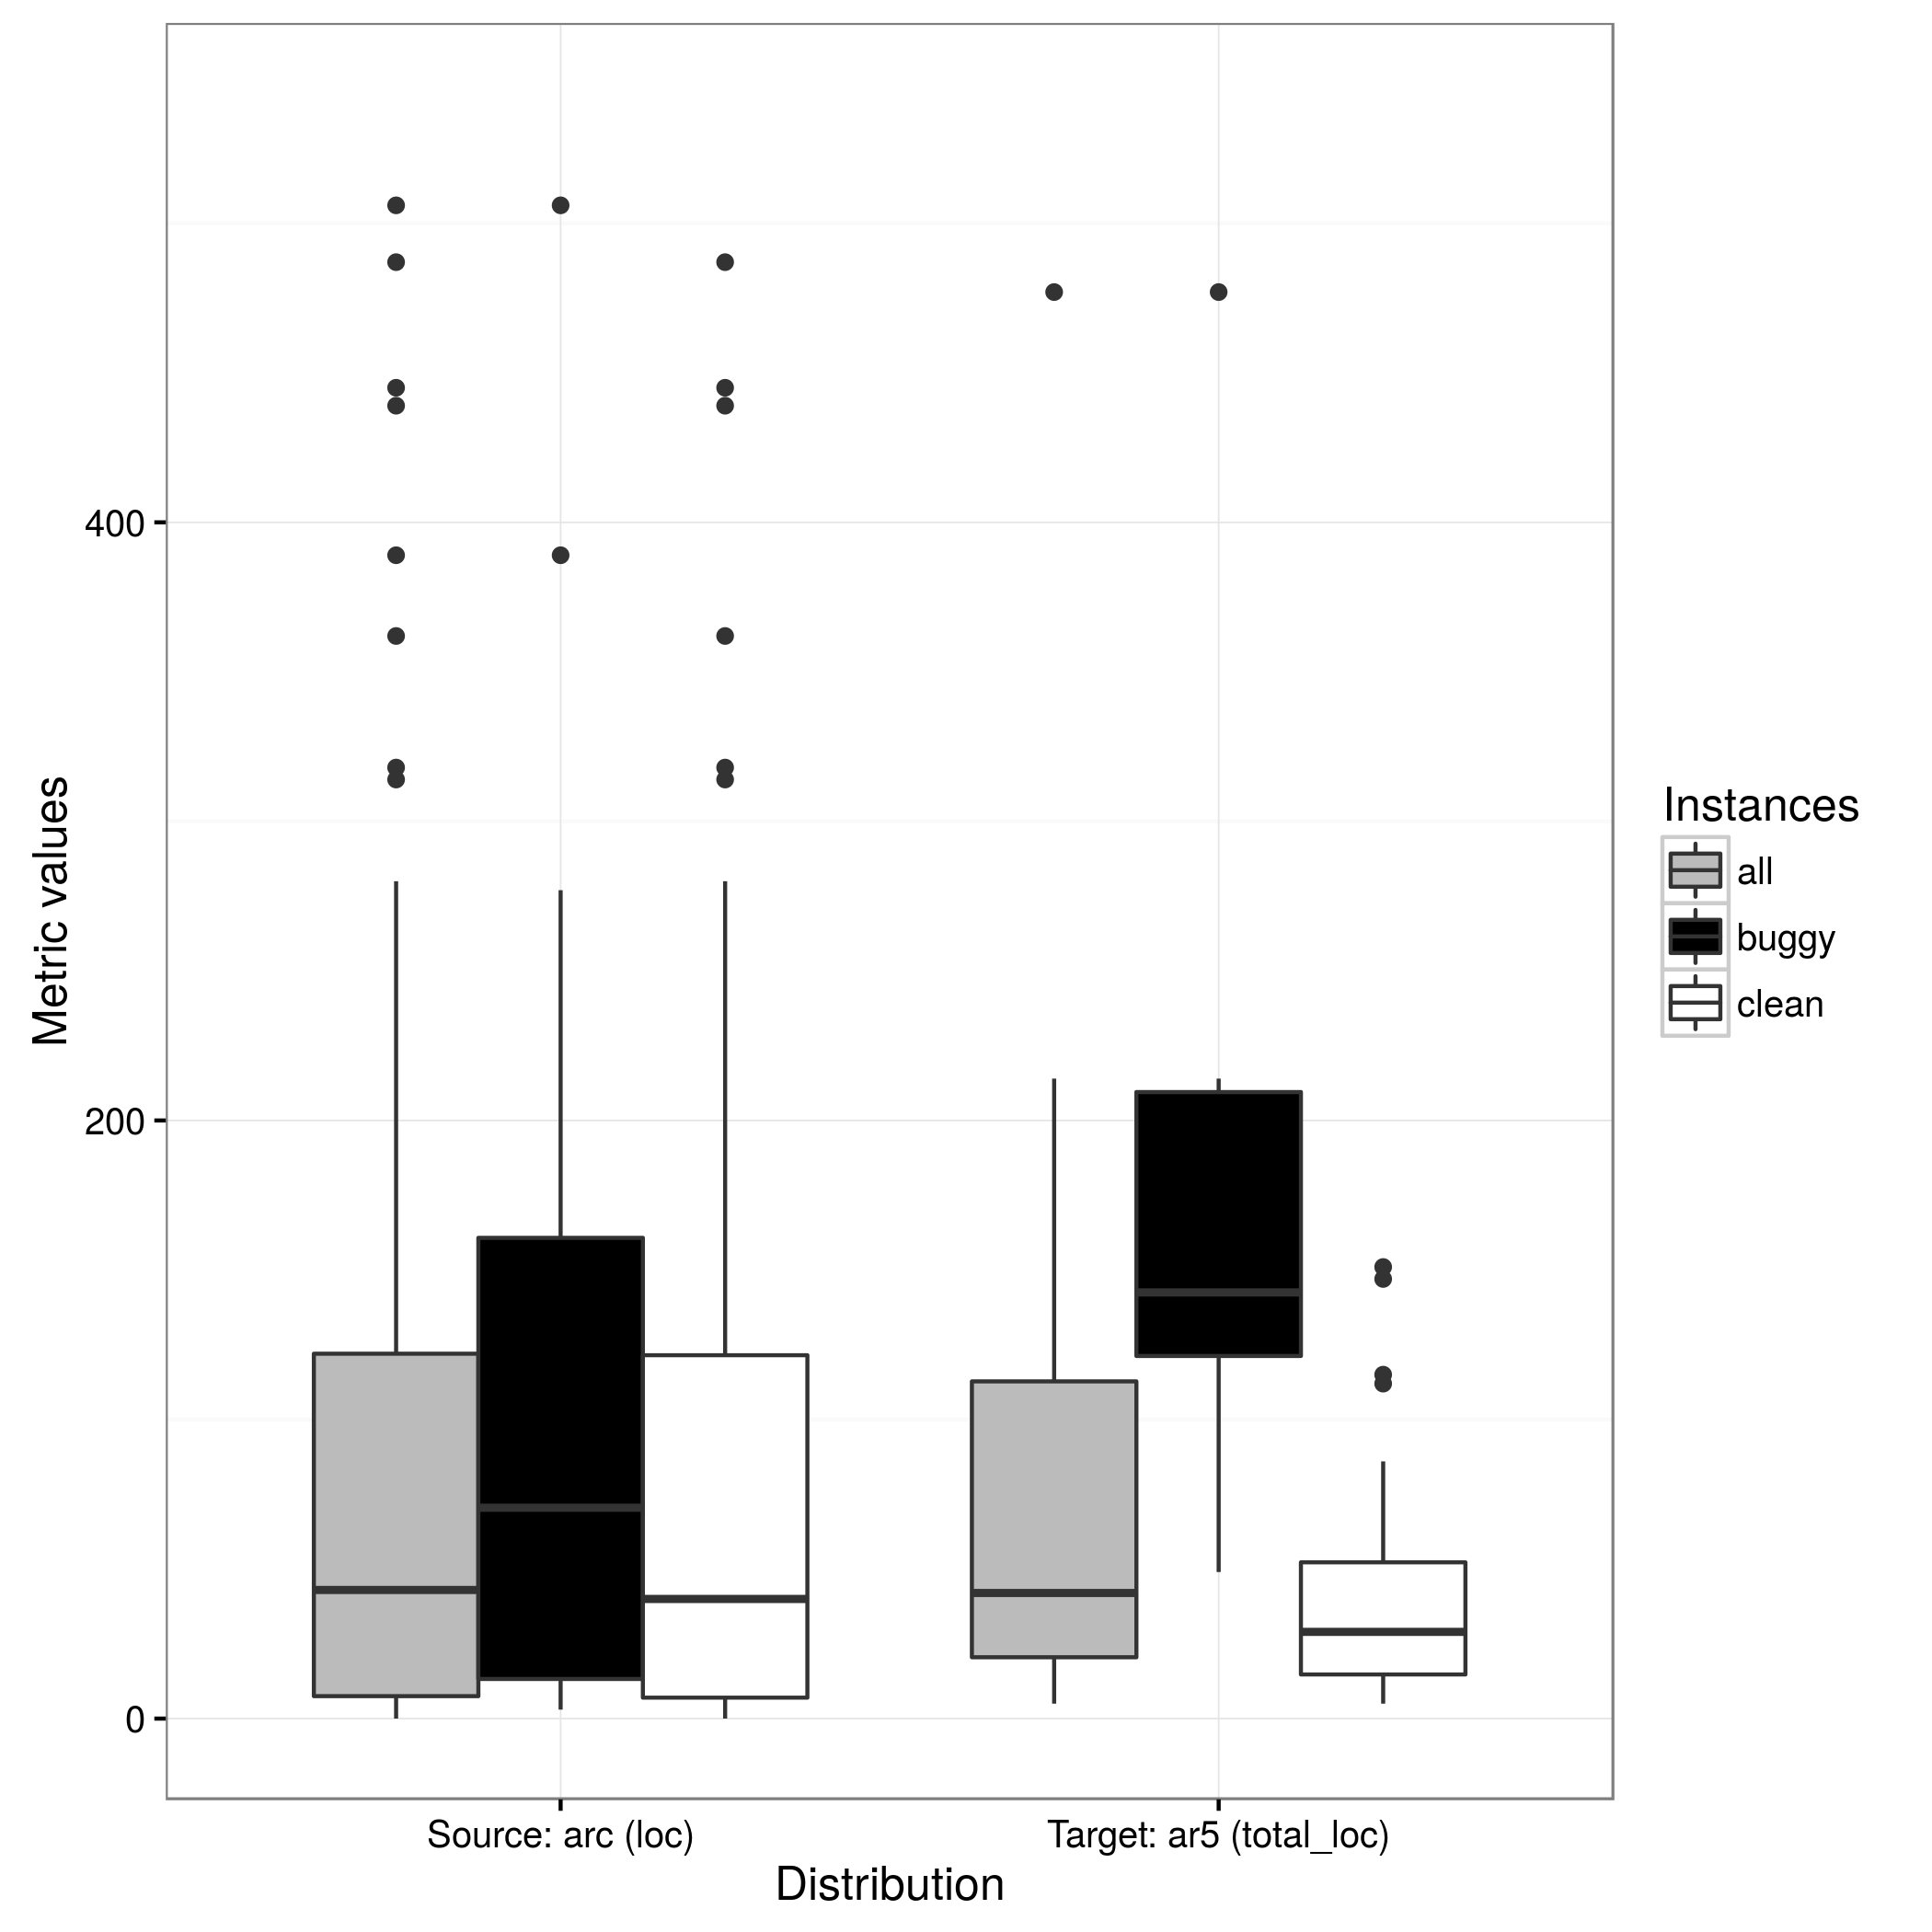 Metric values
400
200
0
Source: arc (loc)
Target: ar5 (total_loc)
Distribution
Instances
all
buggy
clean